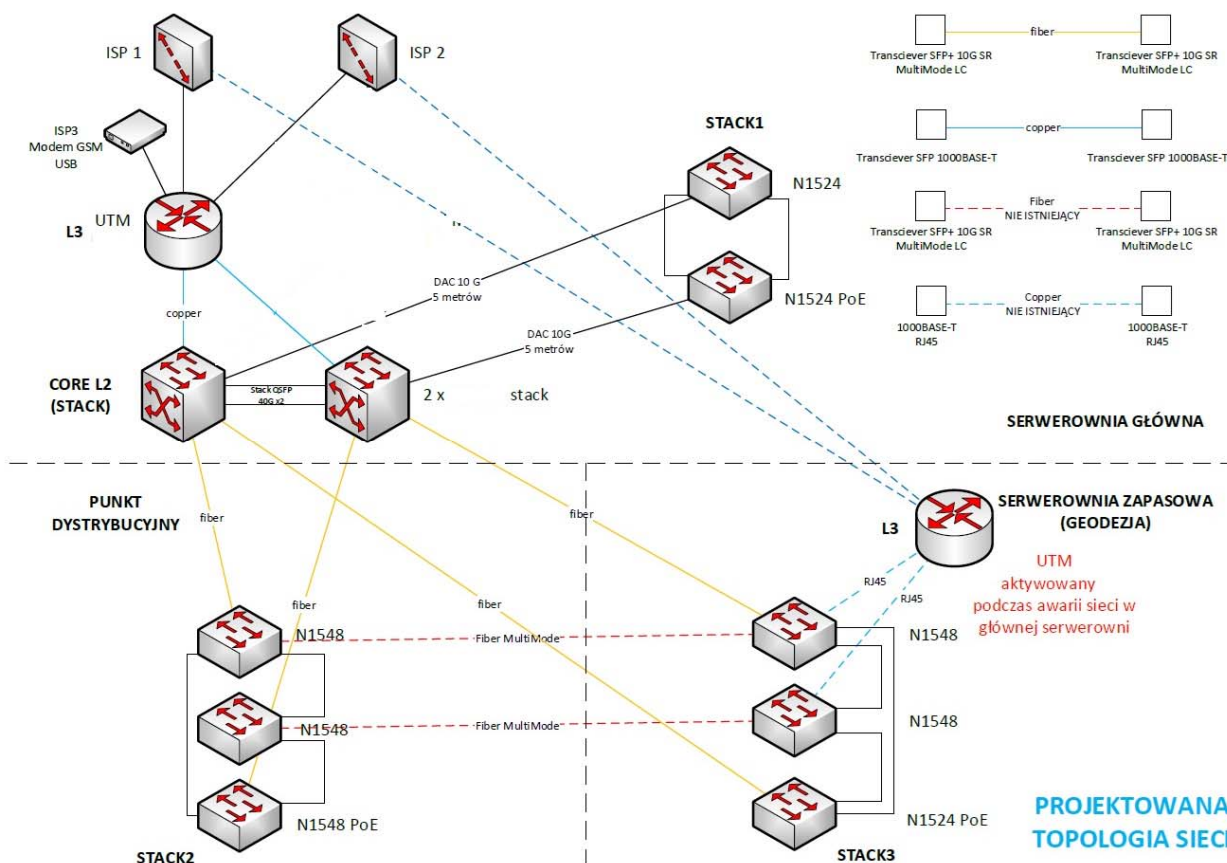 ISP 1
ISP 2
ISP3
Modem GSM
USB
UTM
L3
copper
STACK1
N1524
N1524 PoE
DAC 10 G
5 metrów
DAC 10G
5 metrów
CORE L2
(STACK)
Stack QSFP
40G x2
2 x stack
fiber
Transciever SFP+ 10G SR
MultiMode LC
Transciever SFP+ 10G SR
MultiMode LC
copper
Transciever SFP 1000BASE-T
Transciever SFP 1000BASE-T
Fiber
NIE ISTNIEJĄCY
Transciever SFP+ 10G SR
MultiMode LC
Transciever SFP+ 10G SR
MultiMode LC
Copper
NIE ISTNIEJĄCY
1000BASE-T
RJ45
1000BASE-T
RJ45
SERWEROWNIA GŁÓWNA
PUNKT
DYSTRYBUCYJNY
fiber
fiber
fiber
fiber
N1548
N1548
N1548 PoE
STACK2
Fiber MultiMode
Fiber MultiMode
SERWEROWNIA ZAPASOWA
(GEODEZJA)
L3
UTM
aktywowany
podczas awarii sieci w
głównej serwerowni
RJ45
RJ45
N1548
N1548
N1524 PoE
STACK3
PROJEKTOWANA
TOPOLOGIA SIECI